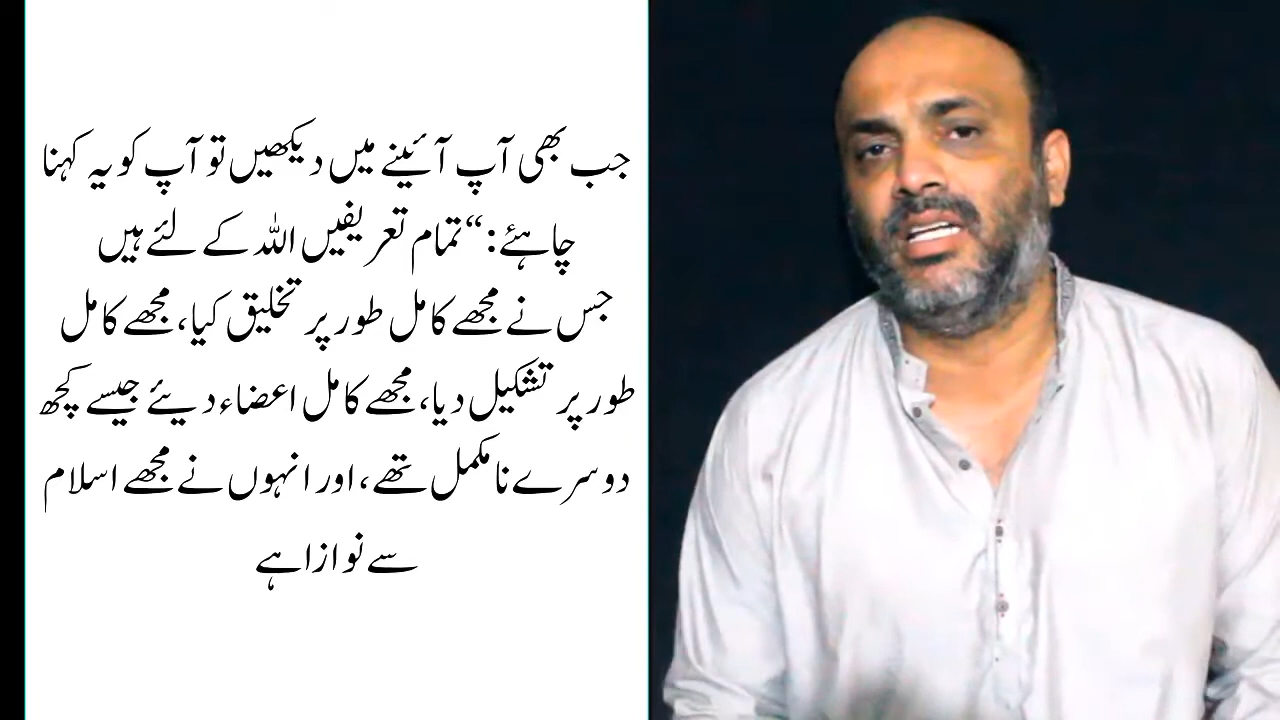 جب بھی آپ آئینے میں دیکھیں تو آپ کو یہ کہنا
چاہئے: “تمام تعریفیں اللہ کے لئے ہیں
جس نے مجھے کامل طور پر تخلیق کیا، مجھے کامل
طور پر تشکیل دیا، مجھے کامل اعضاء دیئے جیسے کچھ
دوسرے نامکمل تھے، اور انہوں نے مجھے اسلام
سے نوازا ہے